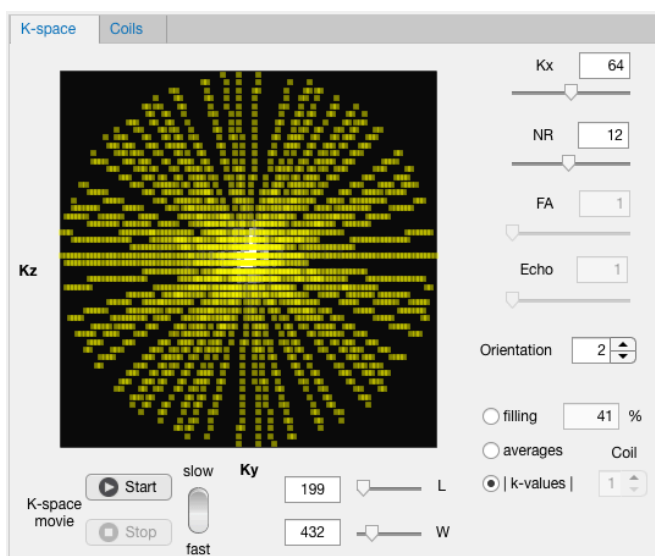 K-space Coils
Kx 64
NR 12
FA 1
Kz
Echo 1
Orientation 2
filling 41 %
averages Coil
| k-values | 1
Ky
slow
Start
199 L
K-space
movie
Stop
432 W
fast